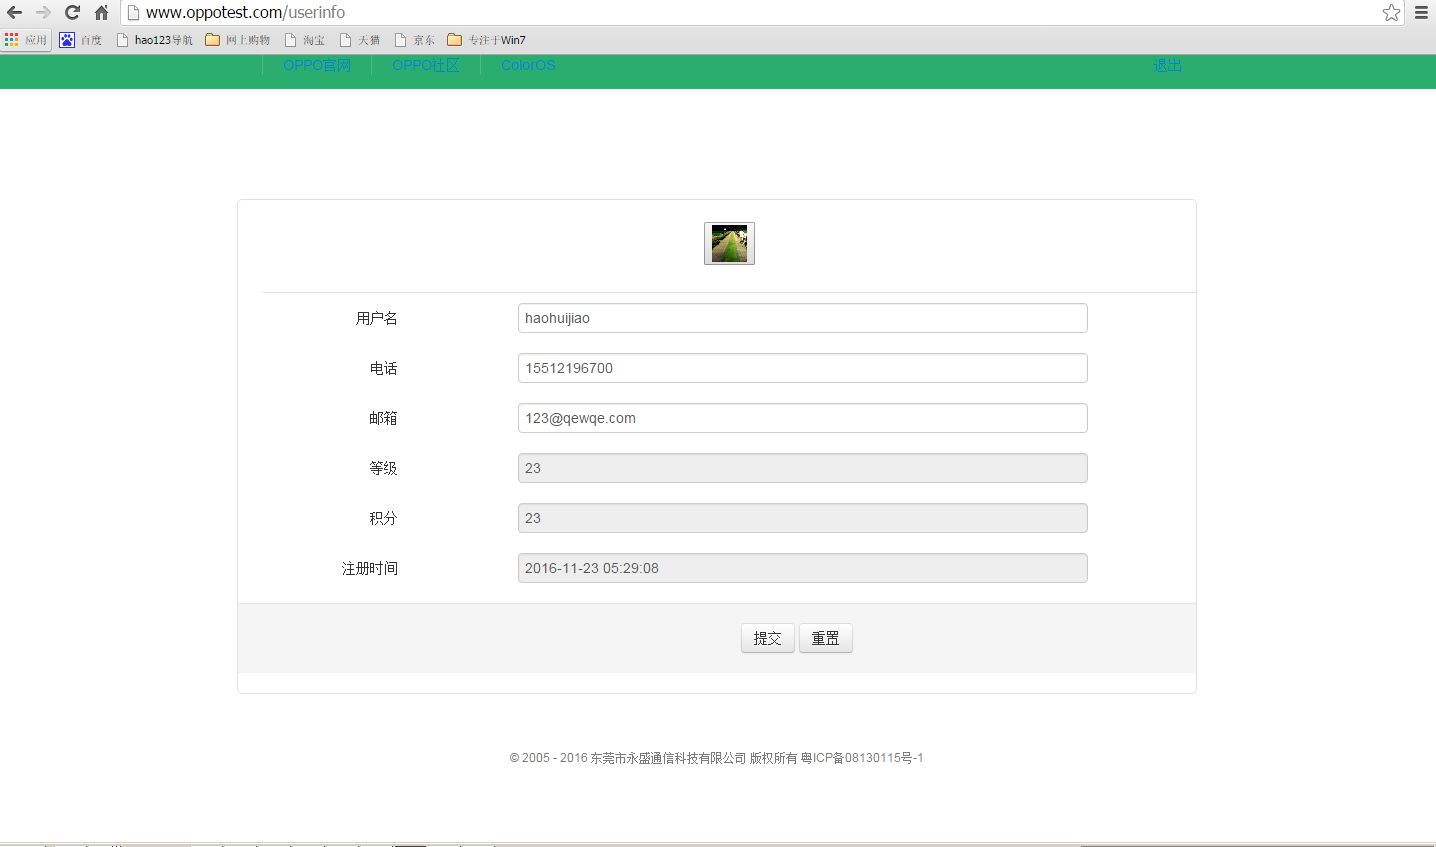 www.oppotest.com/userinfo
应用 百度 hao123导航 网上购物 淘宝 天猫 京东 专注于Win7
OPPO官网 OPPO社区 ColorOS 退出
用户名 haohuijiao
电话 15512196700
邮箱 123@qewqe.com
等级 23
积分 23
注册时间 2016-11-23 05:29:08
提交 重置
© 2005 - 2016 东莞市永盛通信科技有限公司 版权所有 粤ICP备08130115号-1